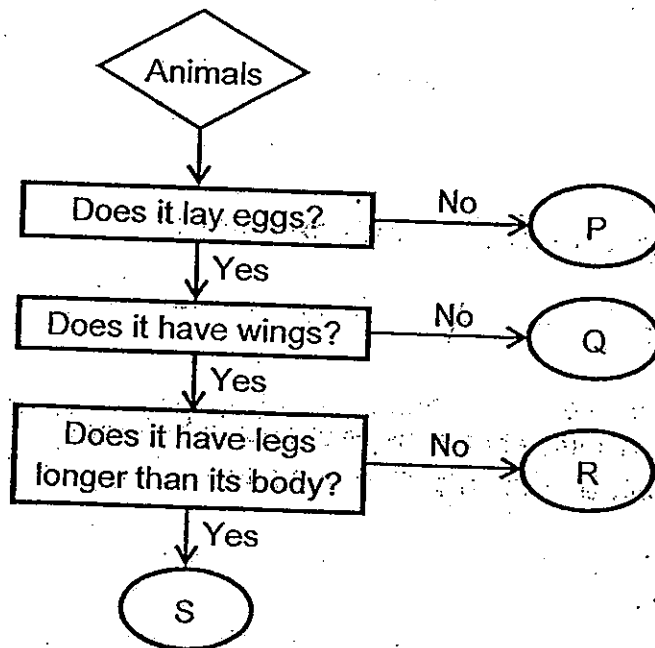 Animals
Does it lay eggs?
No
P
Yes
Does it have wings?
No
Q
Yes
Does it have legs
longer than its body?
No
R
Yes
S